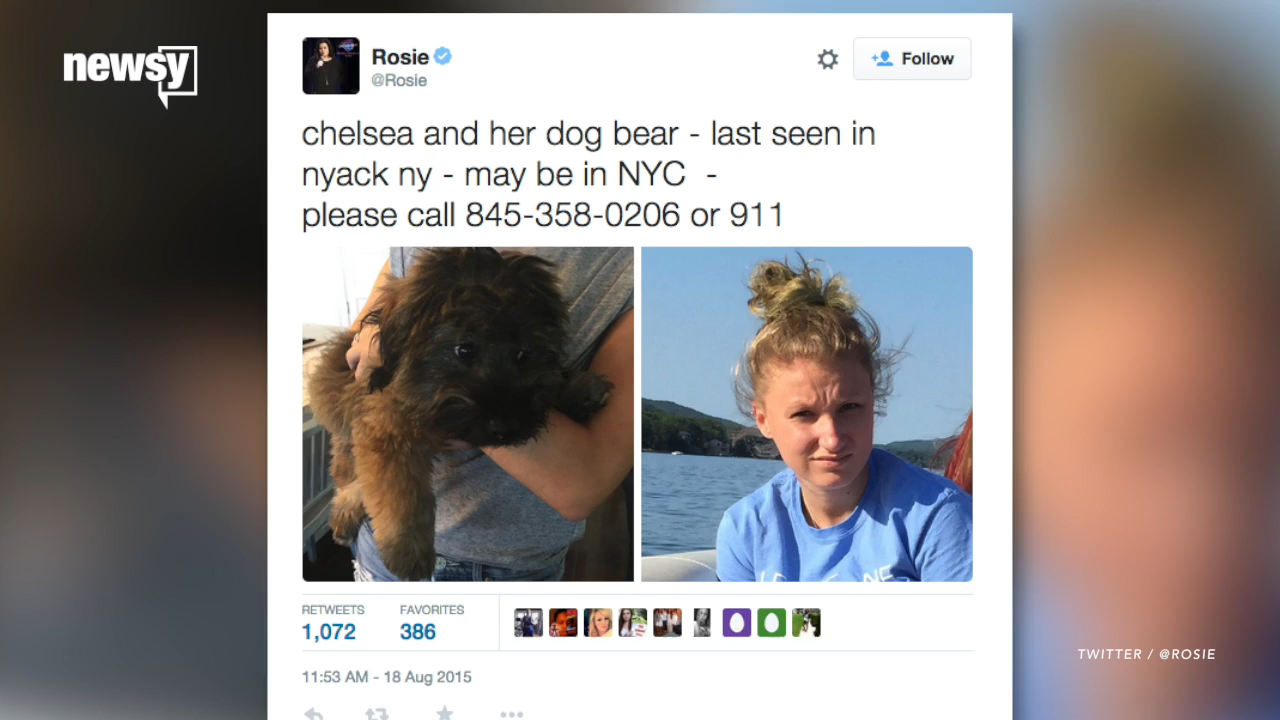 newsy
Rosie
@Rosie
Follow
chelsea and her dog bear - last seen in
nyack ny - may be in NYC -
please call 845-358-0206 or 911
RETWEETS FAVORITES
1,072 386
11:53 AM - 18 Aug 2015
TWITTER / @ROSIE